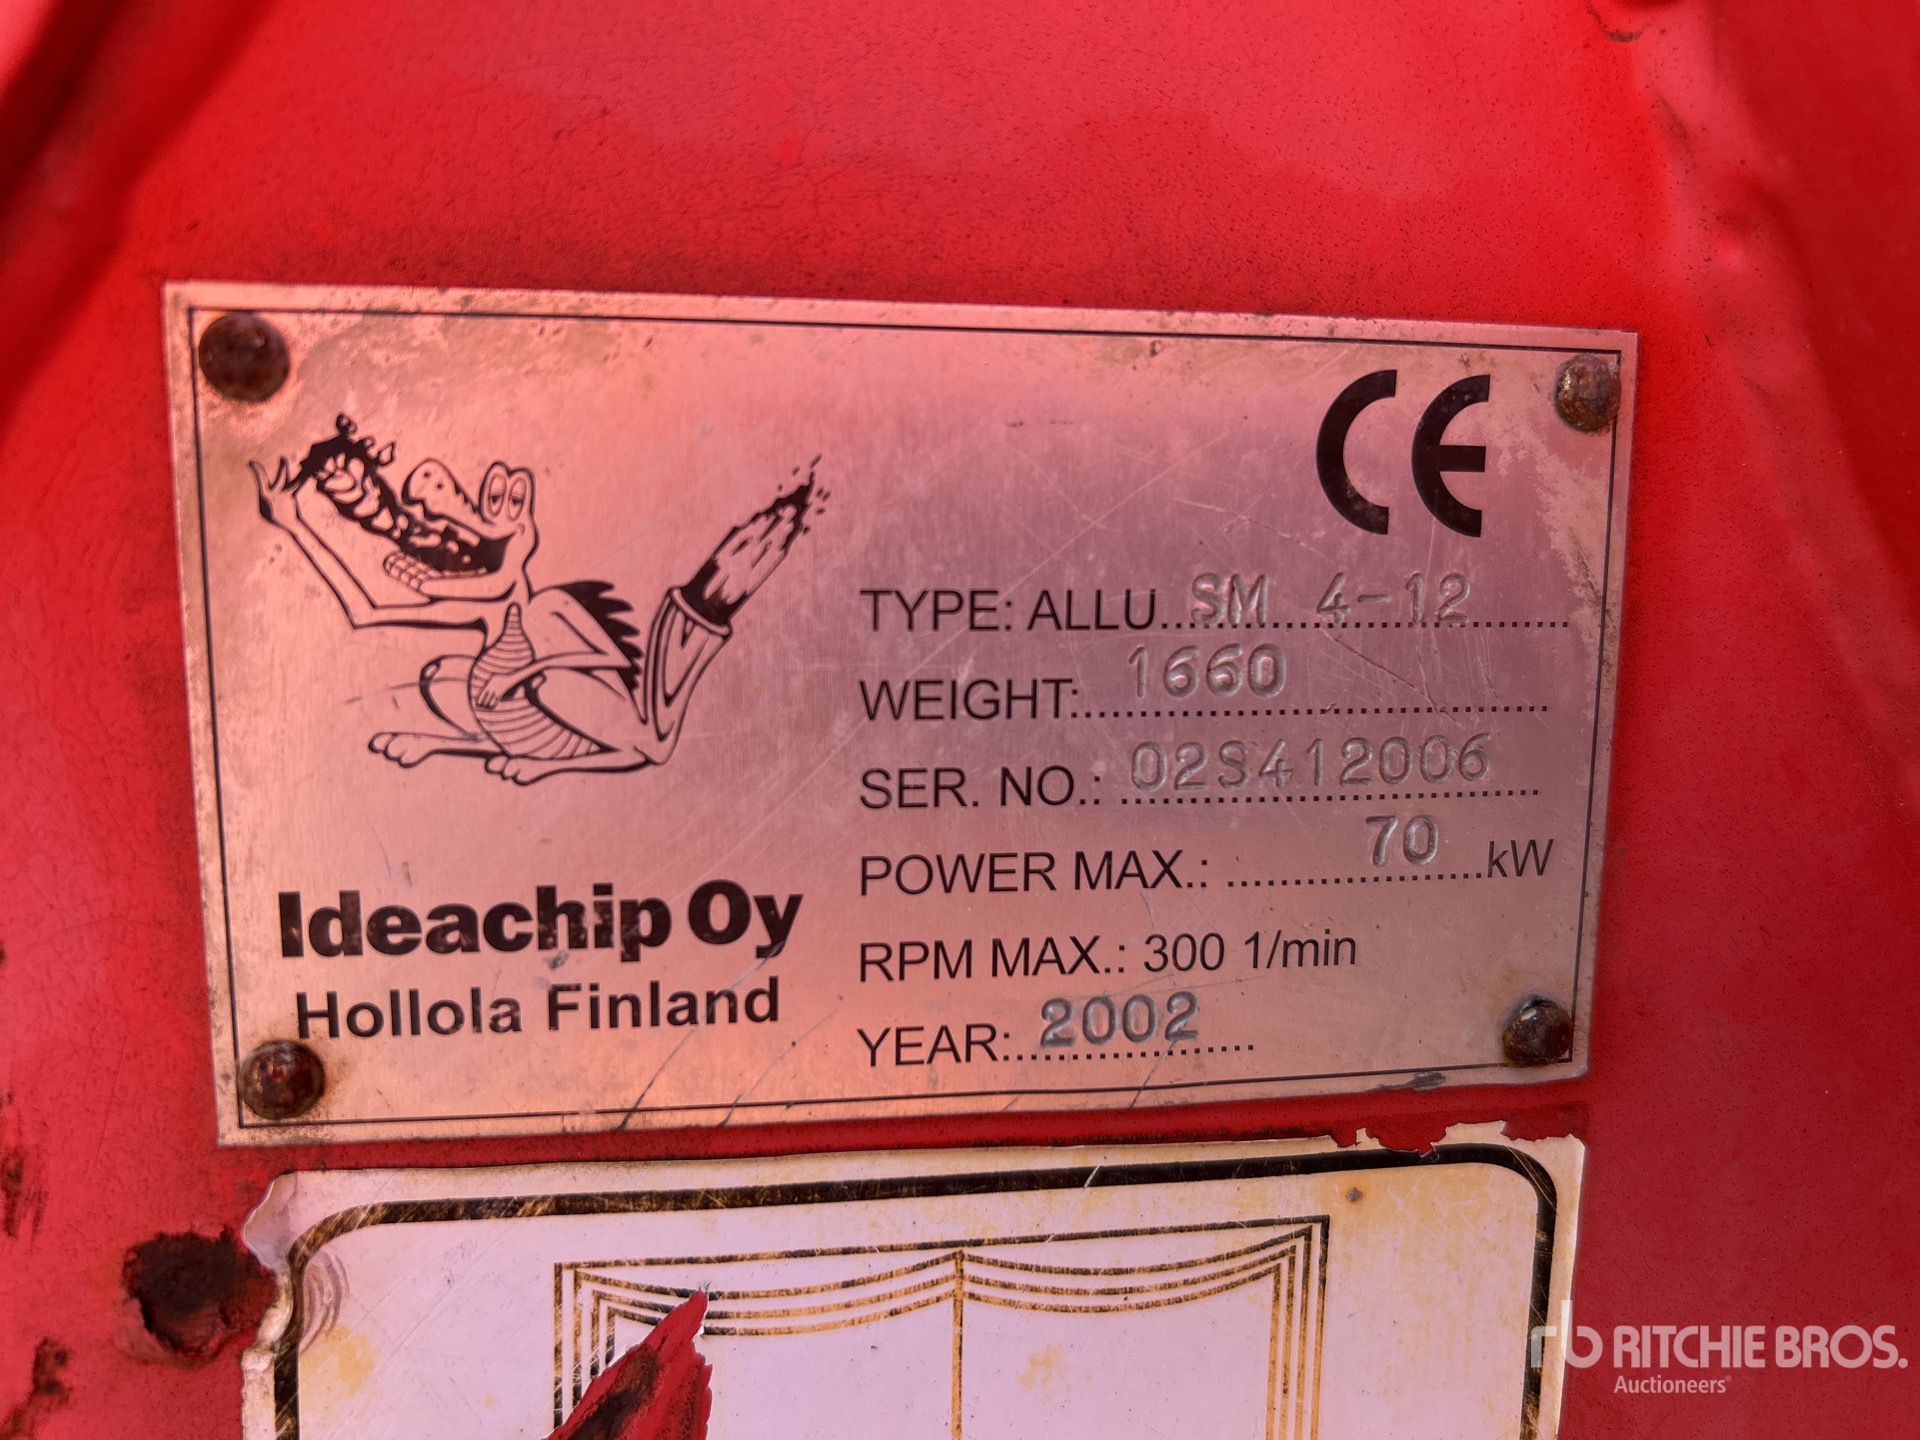 CE
TYPE: ALLU SM 4-12
WEIGHT: 1660
SER. NO.: 02S412006
POWER MAX.: 70 kW
RPM MAX.: 300 1/min
YEAR: 2002
Ideachip Oy
Hollola Finland
rb RITCHIE BROS.
Auctioneers